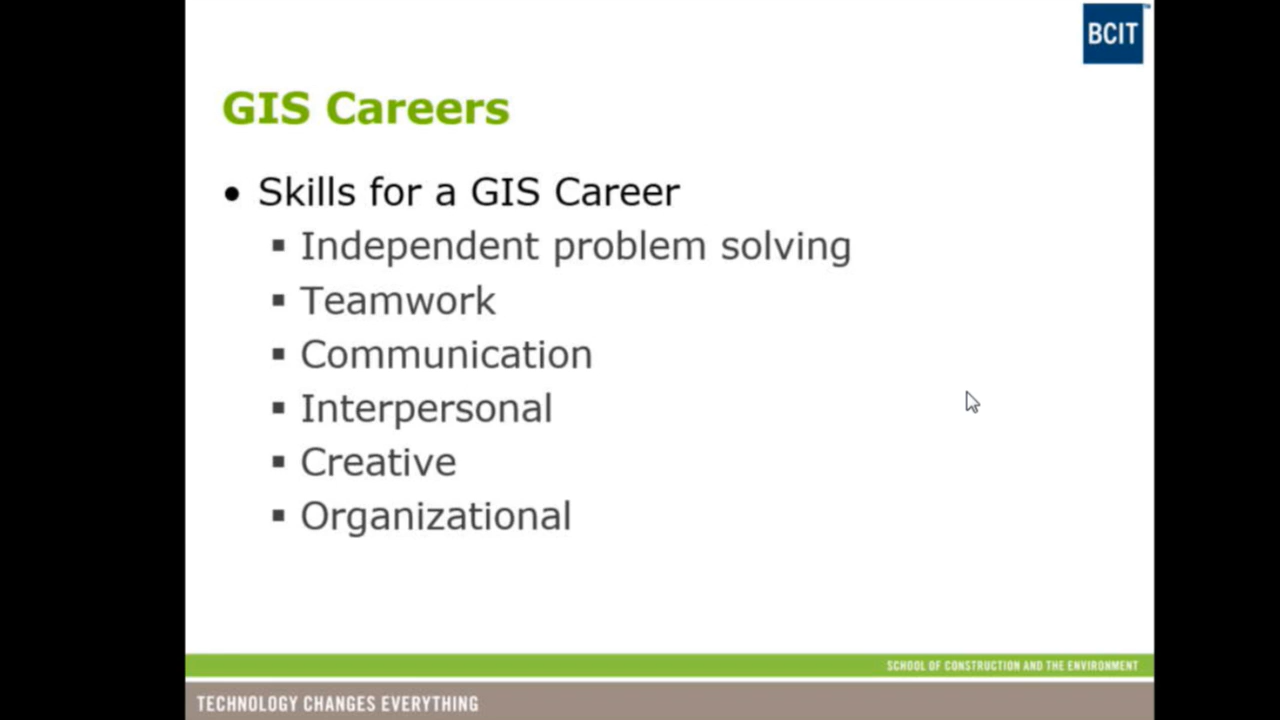 BCIT
GIS Careers
• Skills for a GIS Career
▪ Independent problem solving
▪ Teamwork
▪ Communication
▪ Interpersonal
▪ Creative
▪ Organizational
SCHOOL OF CONSTRUCTION AND THE ENVIRONMENT
TECHNOLOGY CHANGES EVERYTHING